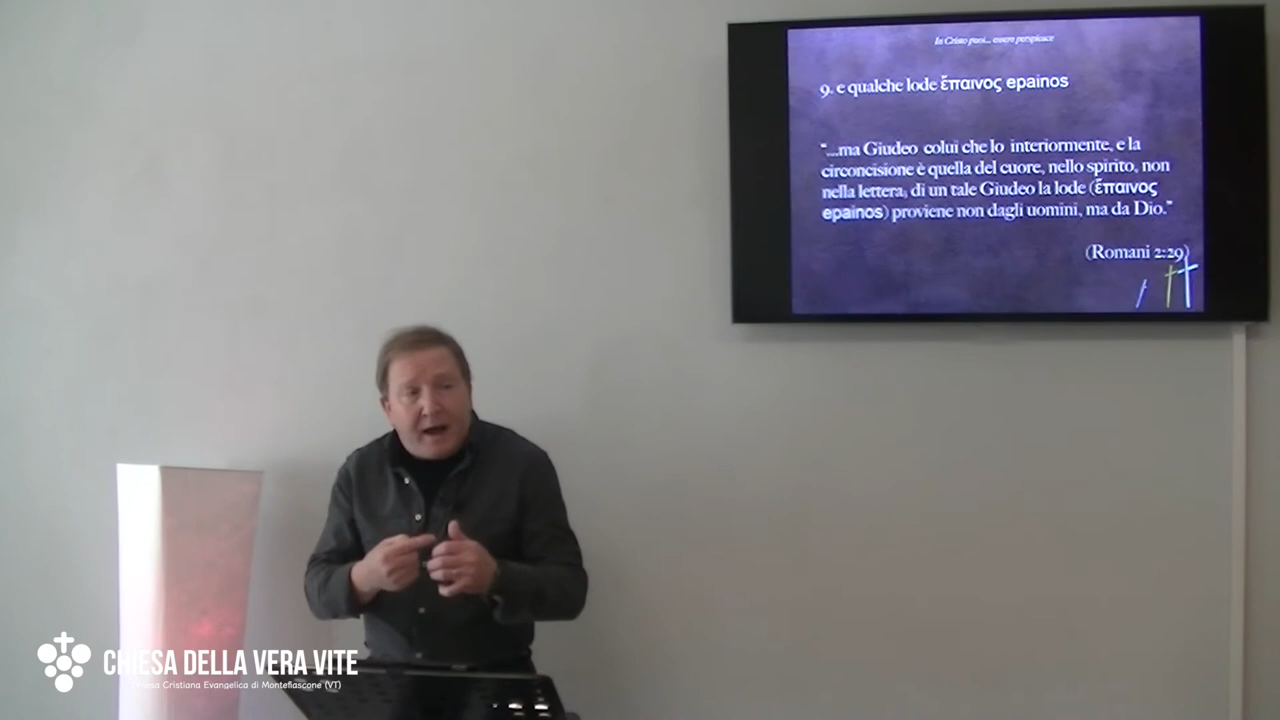 In Cristo puoi... essere perspicace
9. e qualche lode ἔπαινος epainos
“....ma Giudeo colui che lo interiormente, e la
circoncisione è quella del cuore, nello spirito, non
nella lettera; di un tale Giudeo la lode (ἔπαινος
epainos) proviene non dagli uomini, ma da Dio.”
(Romani 2:29)
CHIESA DELLA VERA VITE
Cristiana Evangelica di Montefiascone (VT)